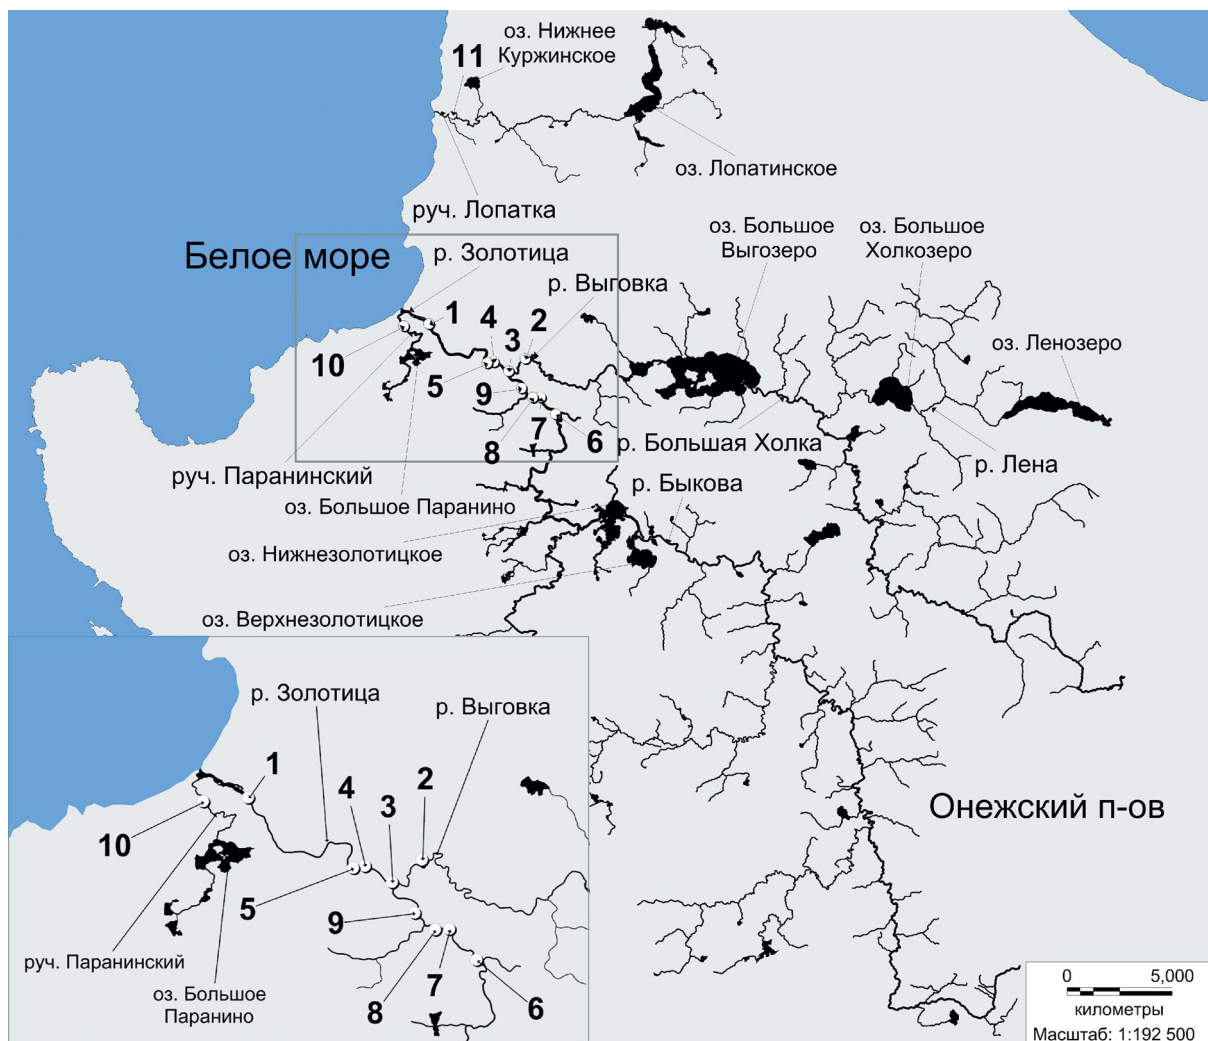 оз. Нижнее
Куржинское
11
оз. Лопатинское
руч. Лопатка
Белое море
р. Золотица
оз. Большое
Выгозеро
оз. Большое
Холкозеро
р. Выговка
1
4
3
2
оз. Ленозеро
10
5
9
8
7
6
р. Большая Холка
р. Лена
руч. Паранинский
оз. Большое Паранино
р. Быкова
оз. Нижнезолотицкое
оз. Верхнезолотицкое
р. Золотица
р. Выговка
1
4
3
2
10
5
9
8
7
6
руч. Паранинский
оз. Большое
Паранино
Онежский п-ов
0 5,000
километры
Масштаб: 1:192 500